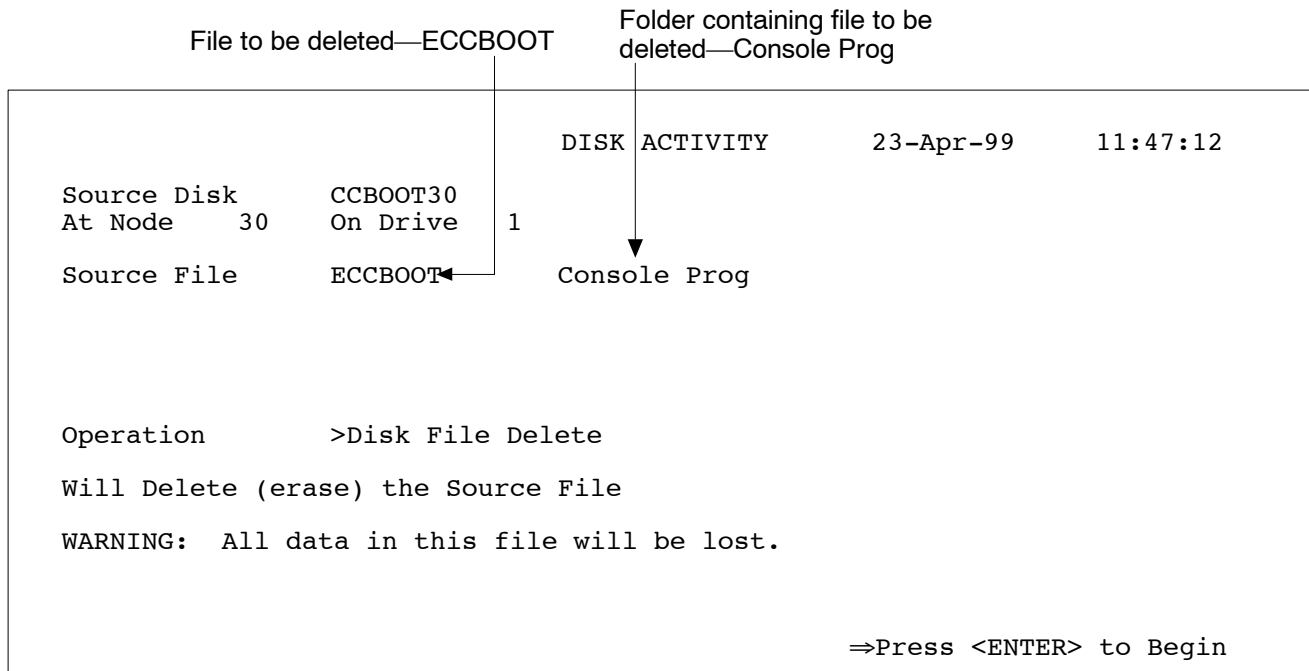 File to be deleted—ECCBOOT
Folder containing file to be
deleted—Console Prog
DISK ACTIVITY 23-Apr-99 11:47:12
Source Disk CCBOOT30
At Node 30 On Drive 1
Source File ECCBOOT Console Prog
Operation >Disk File Delete
Will Delete (erase) the Source File
WARNING: All data in this file will be lost.
⇒Press <ENTER> to Begin